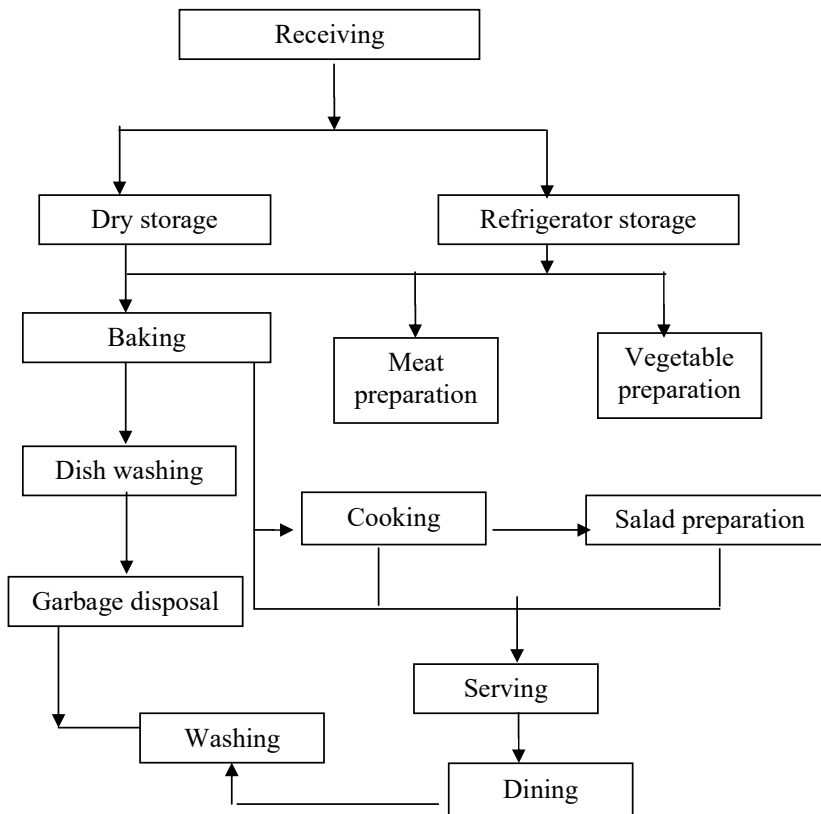 Receiving
Dry storage
Refrigerator storage
Baking
Meat
preparation
Vegetable
preparation
Dish washing
Cooking
Salad preparation
Garbage disposal
Serving
Washing
Dining